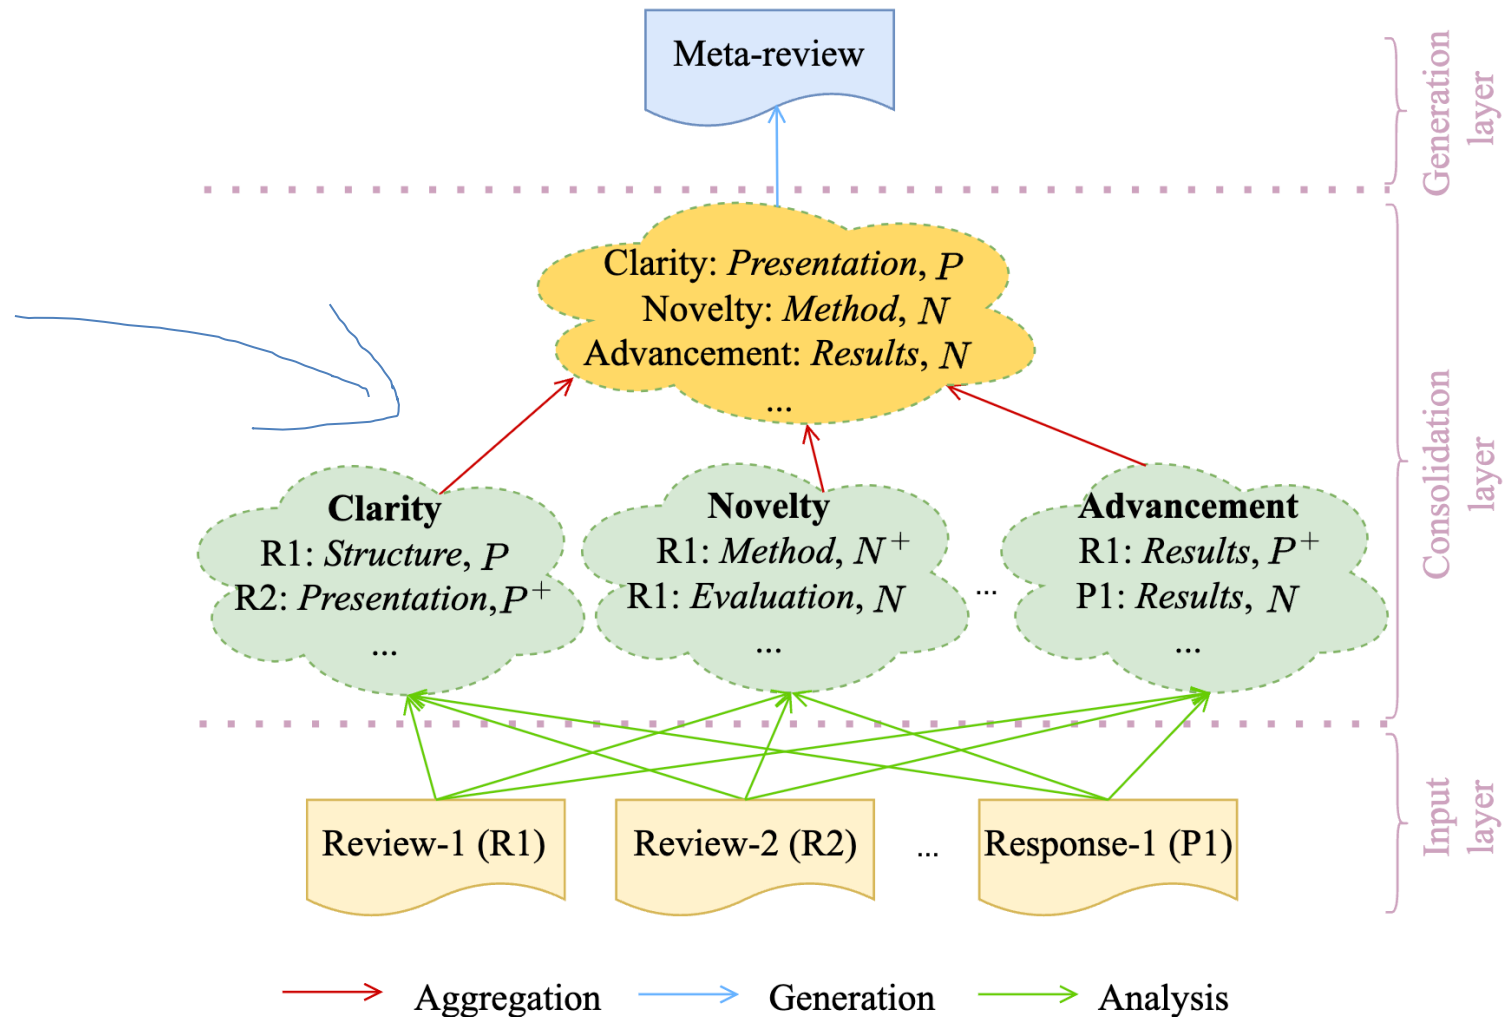 Meta-review
Generation
layer
Clarity: Presentation, P
Novelty: Method, N
Advancement: Results, N
...
Consolidation
layer
Clarity
R1: Structure, P
R2: Presentation,P+
...
Novelty
R1: Method, N+
R1: Evaluation, N
...
...
Advancement
R1: Results, P+
P1: Results, N
...
Input
layer
Review-1 (R1)
Review-2 (R2)
...
Response-1 (P1)
Aggregation
Generation
Analysis